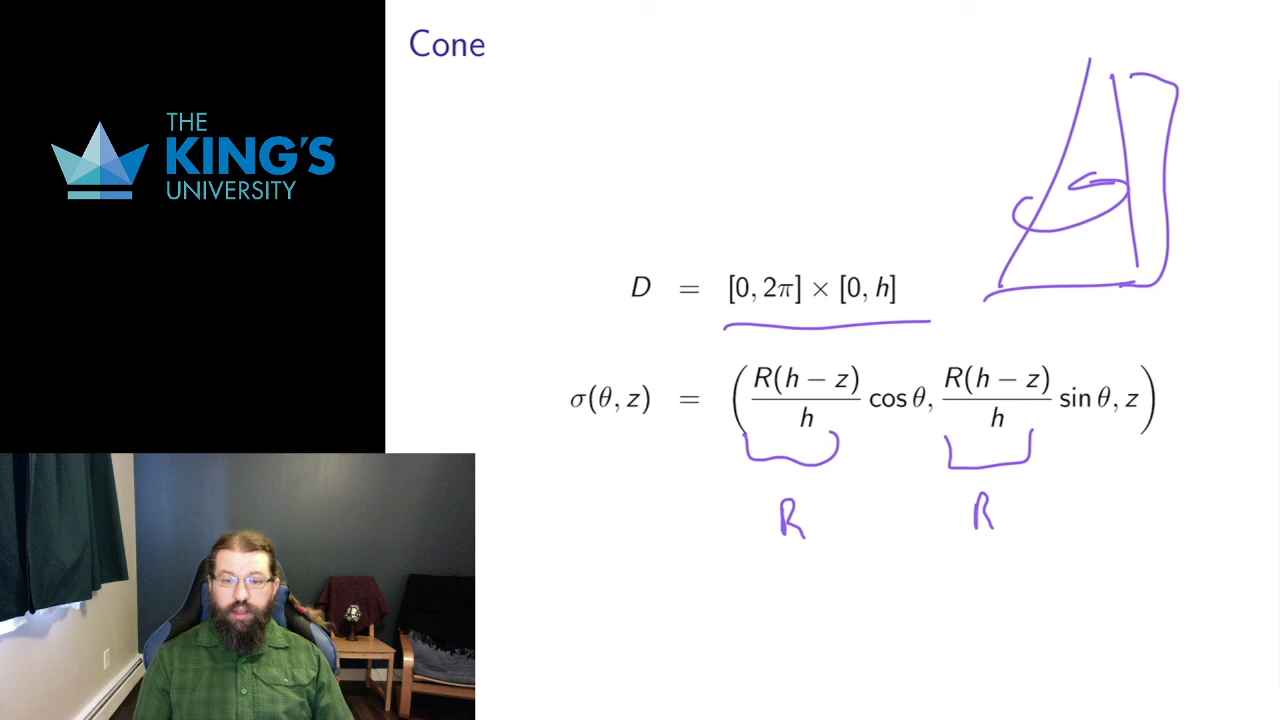 THE
KING'S
UNIVERSITY
Cone
D = [0, 2π] × [0, h]
σ(θ, z) = ( R(h − z)/h cos θ, R(h − z)/h sin θ, z )
R R